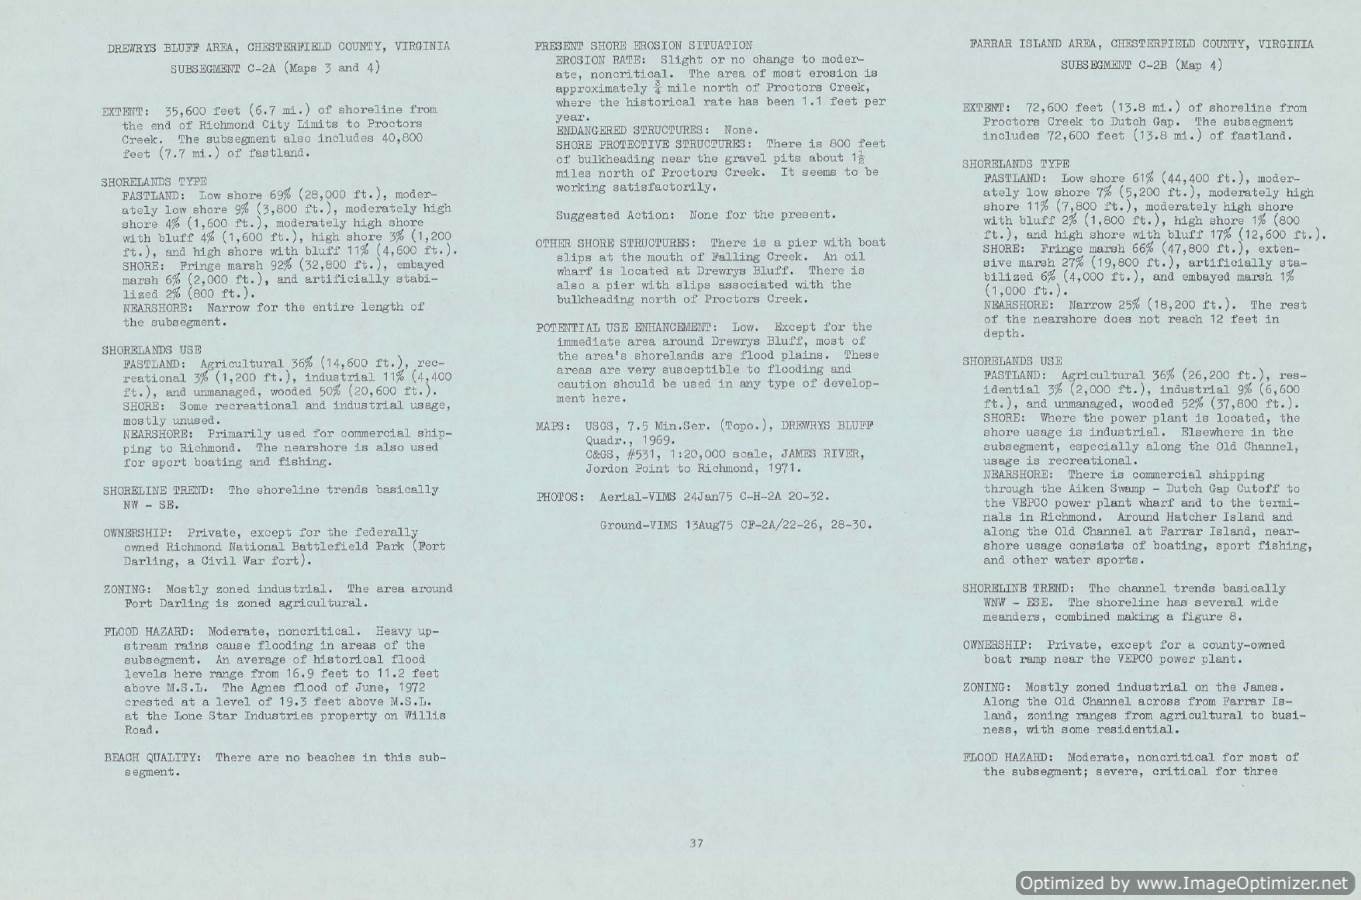 DREWRYS BLUFF AREA, CHESTERFIELD COUNTY, VIRGINIA
SUBSEGMENT C-2A (Maps 3 and 4)
EXTENT: 35,600 feet (6.7 mi.) of shoreline from
the end of Richmond City Limits to Proctors
Creek. The subsegment also includes 40,800
feet (7.7 mi.) of fastland.
SHORELANDS TYPE
FASTLAND: Low shore 69% (28,000 ft.), moder-
ately low shore 9% (3,800 ft.), moderately high
shore 4% (1,600 ft.), moderately high shore
with bluff 4% (1,600 ft.), high shore 3% (1,200
ft.), and high shore with bluff 11% (4,600 ft.).
SHORE: Fringe marsh 92% (32,800 ft.), embayed
marsh 6% (2,000 ft.), and artificially stabi-
lized 2% (800 ft.).
NEARSHORE: Narrow for the entire length of
the subsegment.
SHORELANDS USE
FASTLAND: Agricultural 36% (14,600 ft.), rec-
reational 3% (1,200 ft.), industrial 11% (4,400
ft.), and unmanaged, wooded 50% (20,600 ft.).
SHORE: Some recreational and industrial usage,
mostly unused.
NEARSHORE: Primarily used for commercial ship-
ping to Richmond. The nearshore is also used
for sport boating and fishing.
SHORELINE TREND: The shoreline trends basically
NW - SE.
OWNERSHIP: Private, except for the federally
owned Richmond National Battlefield Park (Fort
Darling, a Civil War fort).
ZONING: Mostly zoned industrial. The area around
Fort Darling is zoned agricultural.
FLOOD HAZARD: Moderate, noncritical. Heavy up-
stream rains cause flooding in areas of the
subsegment. An average of historical flood
levels here range from 16.9 feet to 11.2 feet
above M.S.L. The Agnes flood of June, 1972
crested at a level of 19.3 feet above M.S.L.
at the Lone Star Industries property on Willis
Road.
BEACH QUALITY: There are no beaches in this sub-
segment.
PRESENT SHORE EROSION SITUATION
EROSION RATE: Slight or no change to moder-
ate, noncritical. The area of most erosion is
approximately ¾ mile north of Proctors Creek,
where the historical rate has been 1.1 feet per
year.
ENDANGERED STRUCTURES: None.
SHORE PROTECTIVE STRUCTURES: There is 800 feet
of bulkheading near the gravel pits about 1½
miles north of Proctors Creek. It seems to be
working satisfactorily.
Suggested Action: None for the present.
OTHER SHORE STRUCTURES: There is a pier with boat
slips at the mouth of Falling Creek. An oil
wharf is located at Drewrys Bluff. There is
also a pier with slips associated with the
bulkheading north of Proctors Creek.
POTENTIAL USE ENHANCEMENT: Low. Except for the
immediate area around Drewrys Bluff, most of
the area's shorelands are flood plains. These
areas are very susceptible to flooding and
caution should be used in any type of develop-
ment here.
MAPS: USGS, 7.5 Min.Ser. (Topo.), DREWRYS BLUFF
Quadr., 1969.
C&GS, #531, 1:20,000 scale, JAMES RIVER,
Jordon Point to Richmond, 1971.
PHOTOS: Aerial-VIMS 24Jan75 C-H-2A 20-32.
Ground-VIMS 13Aug75 CF-2A/22-26, 28-30.
FARRAR ISLAND AREA, CHESTERFIELD COUNTY, VIRGINIA
SUBSEGMENT C-2B (Map 4)
EXTENT: 72,600 feet (13.8 mi.) of shoreline from
Proctors Creek to Dutch Gap. The subsegment
includes 72,600 feet (13.8 mi.) of fastland.
SHORELANDS TYPE
FASTLAND: Low shore 61% (44,400 ft.), moder-
ately low shore 7% (5,200 ft.), moderately high
shore 11% (7,800 ft.), moderately high shore
with bluff 2% (1,800 ft.), high shore 1% (800
ft.), and high shore with bluff 17% (12,600 ft.).
SHORE: Fringe marsh 66% (47,800 ft.), exten-
sive marsh 27% (19,800 ft.), artificially sta-
bilized 6% (4,000 ft.), and embayed marsh 1%
(1,000 ft.).
NEARSHORE: Narrow 25% (18,200 ft.). The rest
of the nearshore does not reach 12 feet in
depth.
SHORELANDS USE
FASTLAND: Agricultural 36% (26,200 ft.), res-
idential 3% (2,000 ft.), industrial 9% (6,600
ft.), and unmanaged, wooded 52% (37,800 ft.).
SHORE: Where the power plant is located, the
shore usage is industrial. Elsewhere in the
subsegment, especially along the Old Channel,
usage is recreational.
NEARSHORE: There is commercial shipping
through the Aiken Swamp - Dutch Gap Cutoff to
the VEPCO power plant wharf and to the termi-
nals in Richmond. Around Hatcher Island and
along the Old Channel at Farrar Island, near-
shore usage consists of boating, sport fishing,
and other water sports.
SHORELINE TREND: The channel trends basically
WNW - ESE. The shoreline has several wide
meanders, combined making a figure 8.
OWNERSHIP: Private, except for a county-owned
boat ramp near the VEPCO power plant.
ZONING: Mostly zoned industrial on the James.
Along the Old Channel across from Farrar Is-
land, zoning ranges from agricultural to busi-
ness, with some residential.
FLOOD HAZARD: Moderate, noncritical for most of
the subsegment; severe, critical for three
37
Optimized by www.ImageOptimizer.net